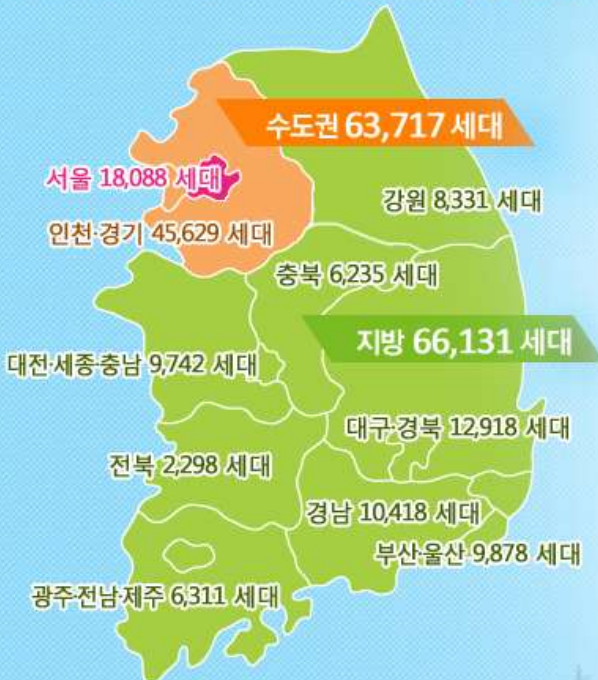 수도권 63,717 세대
서울 18,088 세대
강원 8,331 세대
인천·경기 45,629 세대
충북 6,235 세대
지방 66,131 세대
대전·세종·충남 9,742 세대
대구·경북 12,918 세대
전북 2,298 세대
경남 10,418 세대
부산·울산 9,878 세대
광주·전남·제주 6,311 세대